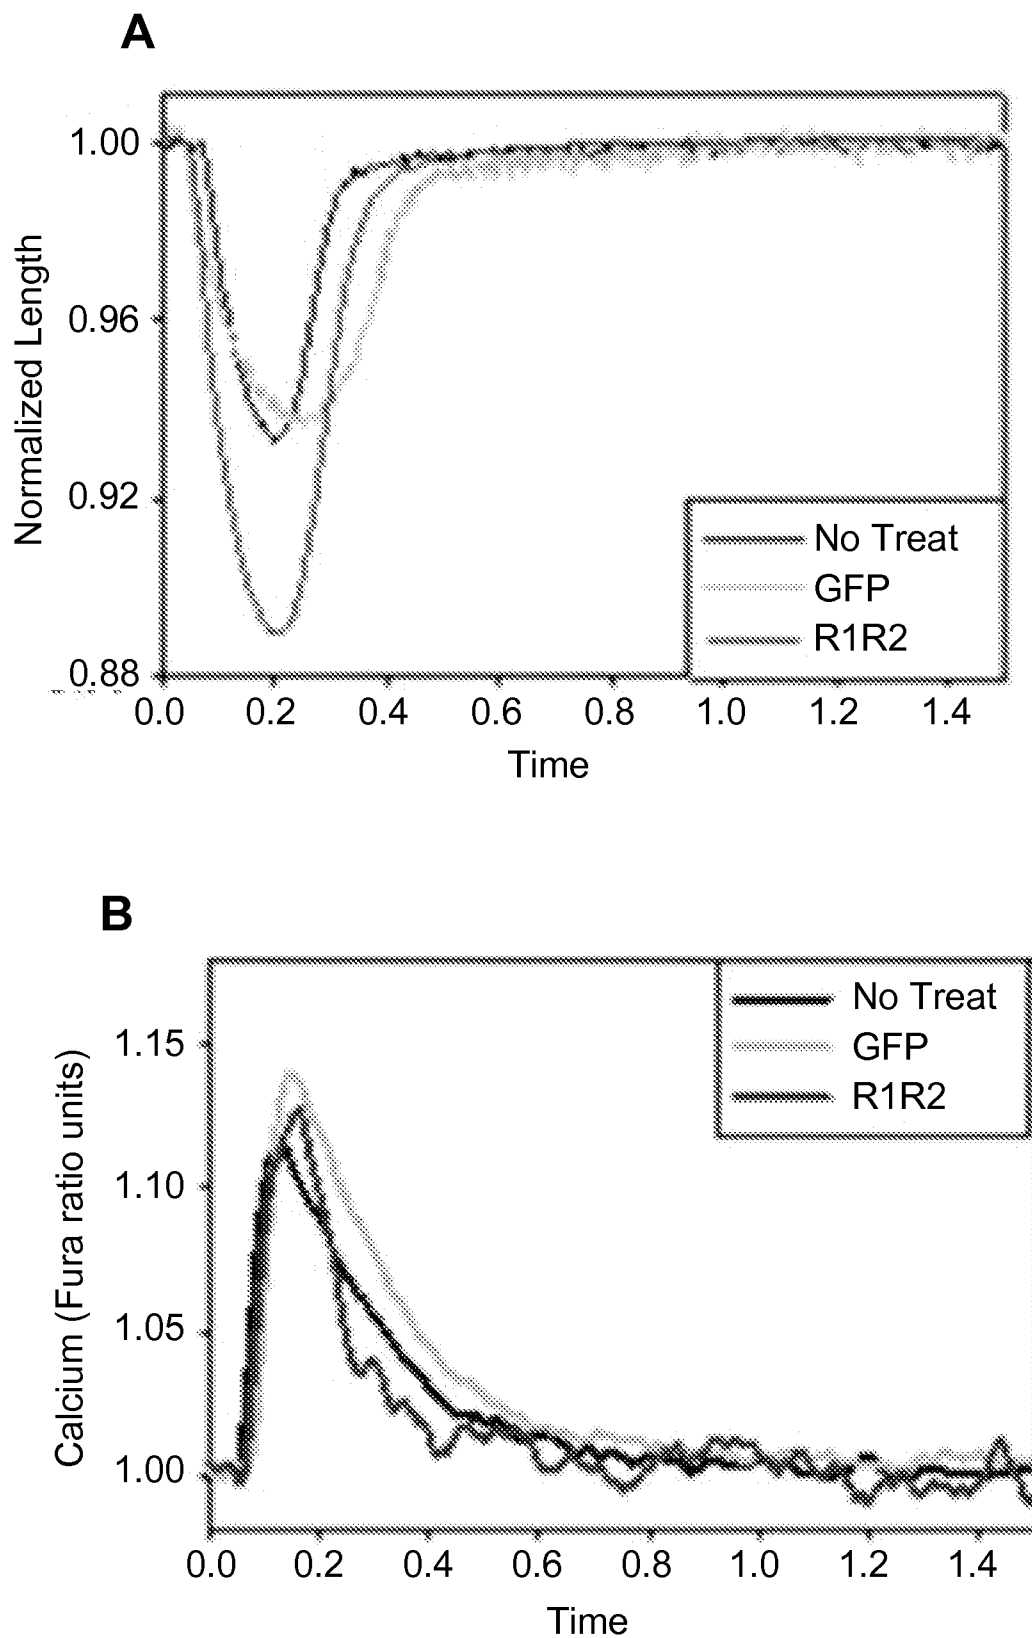 A
Normalized Length
1.00
0.96
0.92
0.88
No Treat
GFP
R1R2
0.0 0.2 0.4 0.6 0.8 1.0 1.2 1.4
Time
B
Calcium (Fura ratio units)
No Treat
GFP
R1R2
1.15
1.10
1.05
1.00
0.0 0.2 0.4 0.6 0.8 1.0 1.2 1.4
Time